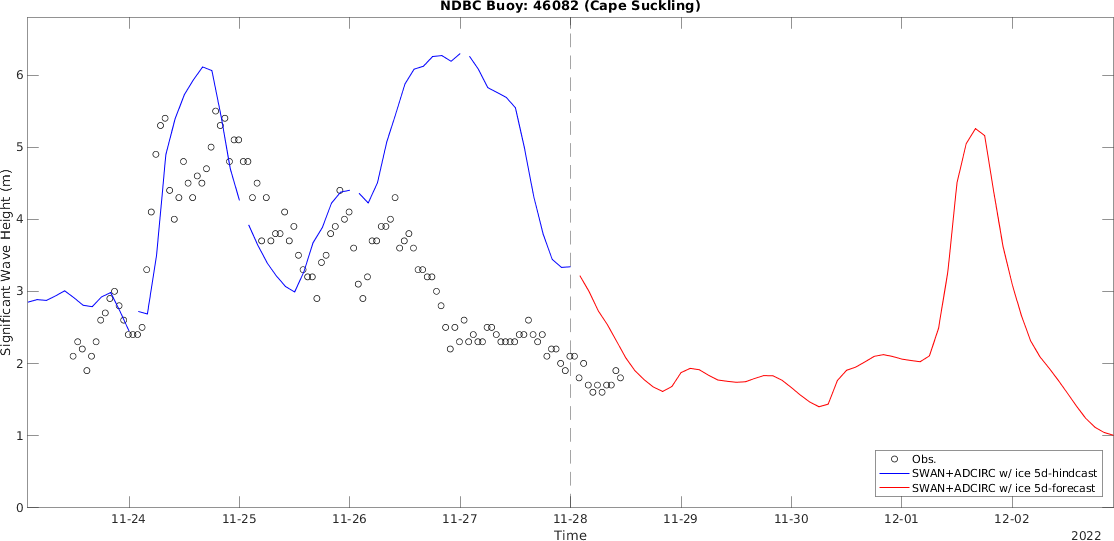 NDBC Buoy: 46082 (Cape Suckling)
Significant Wave Height (m)
6
5
4
3
2
1
0
Obs.
SWAN+ADCIRC w/ ice 5d-hindcast
SWAN+ADCIRC w/ ice 5d-forecast
11-24 11-25 11-26 11-27 11-28 11-29 11-30 12-01 12-02
Time
2022